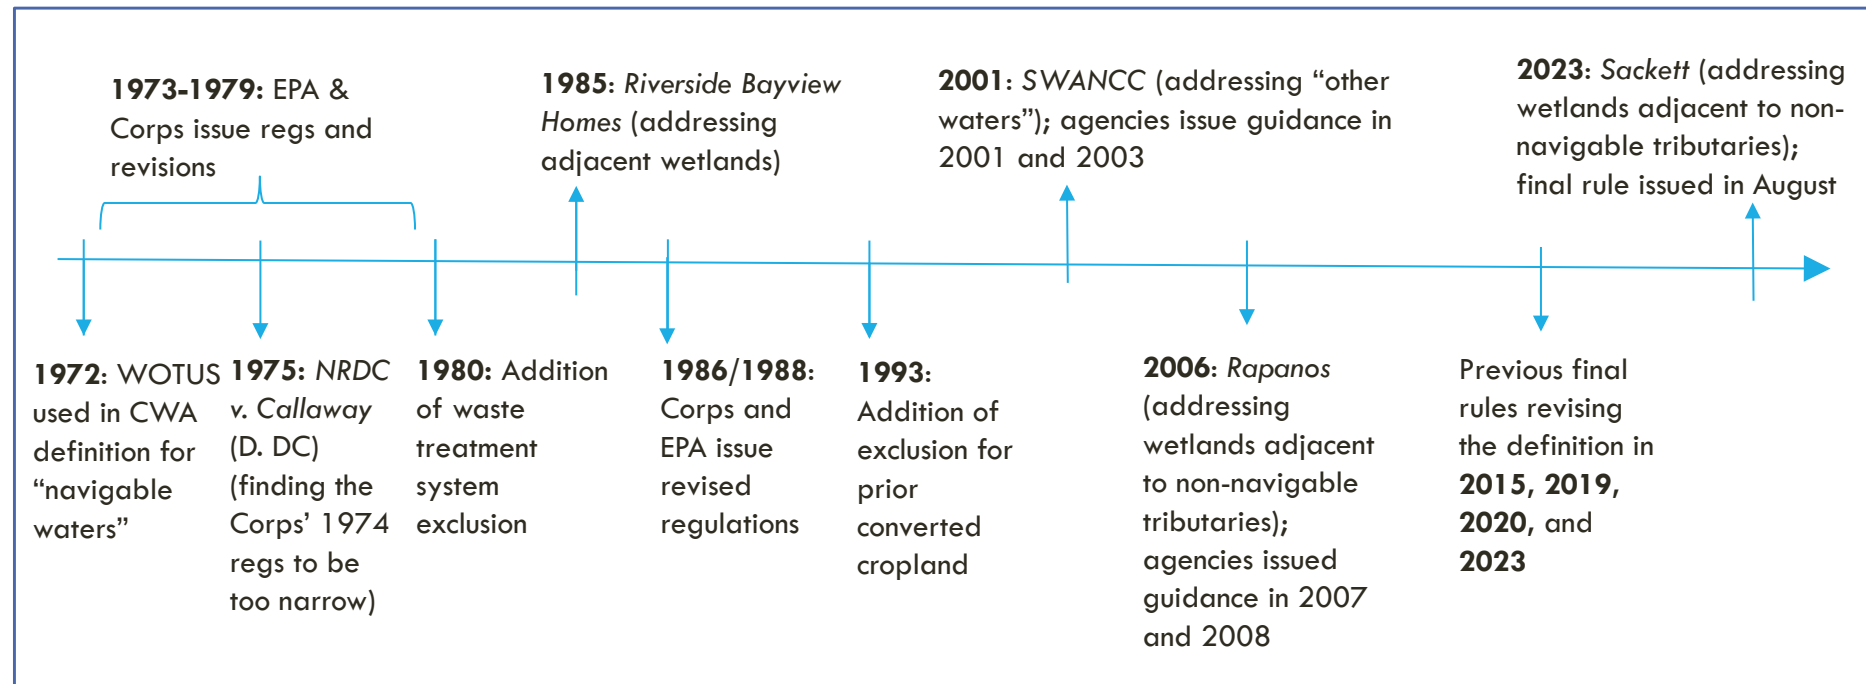 1973-1979: EPA &
Corps issue regs and
revisions
1985: Riverside Bayview
Homes (addressing
adjacent wetlands)
2001: SWANCC (addressing “other
waters”); agencies issue guidance in
2001 and 2003
2023: Sackett (addressing
wetlands adjacent to non-
navigable tributaries);
final rule issued in August
1972: WOTUS
used in CWA
definition for
“navigable
waters”
1975: NRDC
v. Callaway
(D. DC)
(finding the
Corps’ 1974
regs to be
too narrow)
1980: Addition
of waste
treatment
system
exclusion
1986/1988:
Corps and
EPA issue
revised
regulations
1993:
Addition of
exclusion for
prior
converted
cropland
2006: Rapanos
(addressing
wetlands adjacent
to non-navigable
tributaries);
agencies issued
guidance in 2007
and 2008
Previous final
rules revising
the definition in
2015, 2019,
2020, and
2023